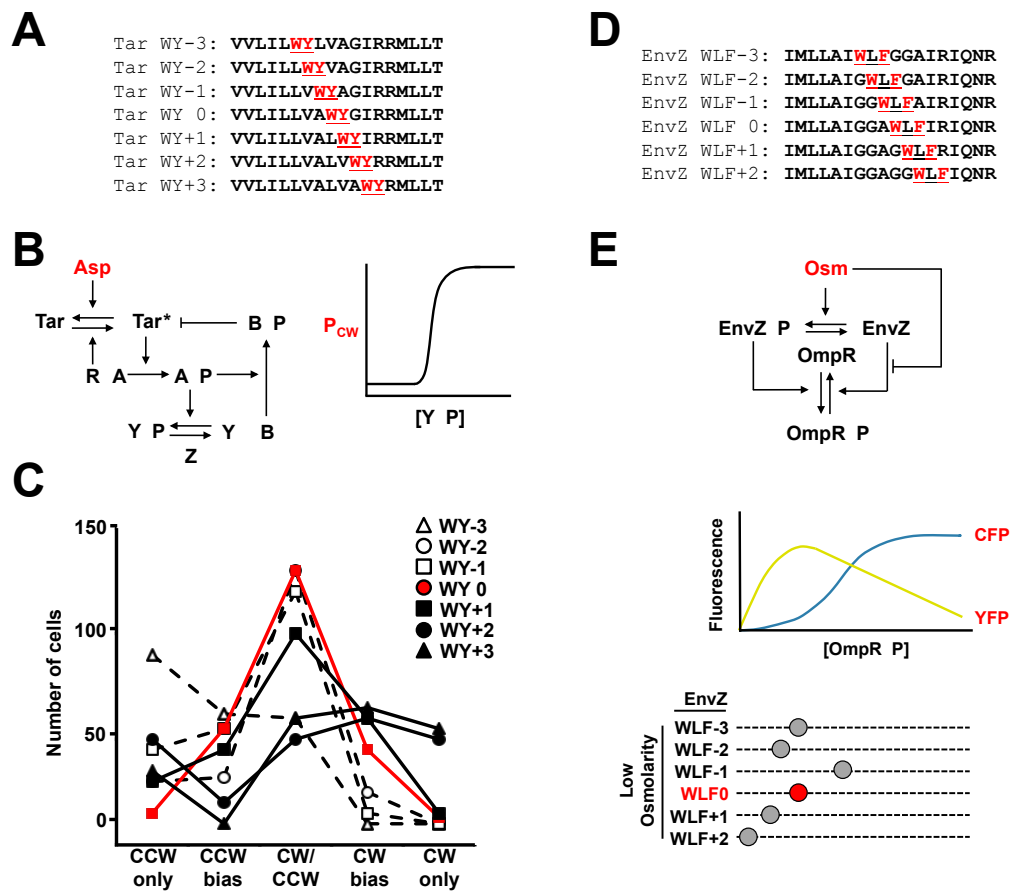 A
Tar WY-3: VVLILWYLVAGIRRMLLT
Tar WY-2: VVLILLWYVAGIRRMLLT
Tar WY-1: VVLILLVWYAGIRRMLLT
Tar WY 0: VVLILLVAWYGIRRMLLT
Tar WY+1: VVLILLVALWYIRRMLLT
Tar WY+2: VVLILLVALVWYRRMLLT
Tar WY+3: VVLILLVALVAWYRRMLLT
B
Asp
Tar
Tar*
B P
R A
A P
Y P
Y
B
Z
PCW
[Y P]
C
Number of cells
150
100
50
0
WY-3
WY-2
WY-1
WY 0
WY+1
WY+2
WY+3
CCW only
CCW bias
CW/ CCW
CW bias
CW only
D
EnvZ WLF-3: IMLLAIWLFGGAIRIQNR
EnvZ WLF-2: IMLLAIGWLFGAIRIQNR
EnvZ WLF-1: IMLLAIGGWLFAIRIQNR
EnvZ WLF 0: IMLLAIGGAWLFIRIQNR
EnvZ WLF+1: IMLLAIGGAGWLFRIQNR
EnvZ WLF+2: IMLLAIGGAGGWLFIQNR
E
Osm
EnvZ P
EnvZ
OmpR
OmpR P
Fluorescence
CFP
YFP
[OmpR P]
EnvZ
Low Osmolarity
WLF-3
WLF-2
WLF-1
WLF0
WLF+1
WLF+2